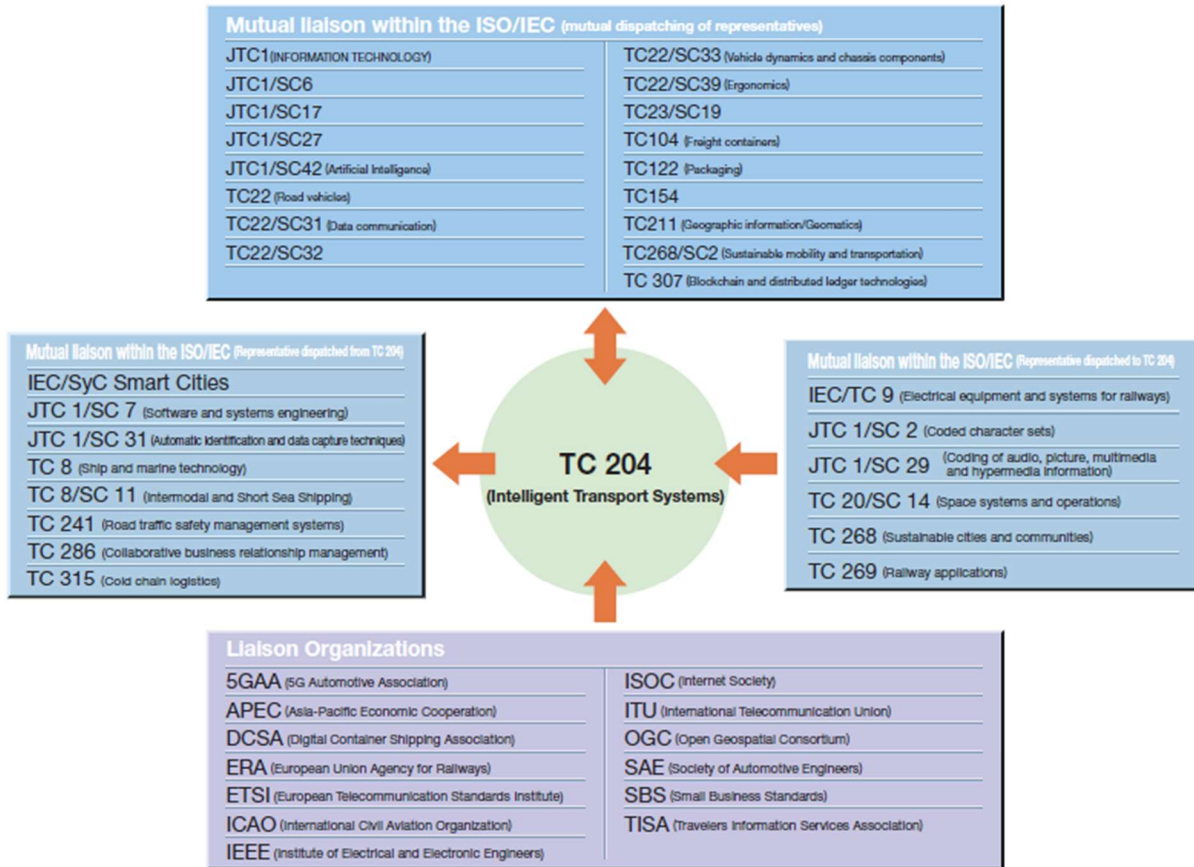 Mutual liaison within the ISO/IEC (mutual dispatching of representatives)
JTC1(INFORMATION TECHNOLOGY)
JTC1/SC6
JTC1/SC17
JTC1/SC27
JTC1/SC42 (Artificial Intelligence)
TC22 (Road vehicles)
TC22/SC31 (Data communication)
TC22/SC32
TC22/SC33 (Vehicle dynamics and chassis components)
TC22/SC39 (Ergonomics)
TC23/SC19
TC104 (Freight containers)
TC122 (Packaging)
TC154
TC211 (Geographic information/Geomatics)
TC268/SC2 (Sustainable mobility and transportation)
TC 307 (Blockchain and distributed ledger technologies)
Mutual liaison within the ISO/IEC (Representative dispatched from TC 204)
IEC/SyC Smart Cities
JTC 1/SC 7 (Software and systems engineering)
JTC 1/SC 31 (Automatic identification and data capture techniques)
TC 8 (Ship and marine technology)
TC 8/SC 11 (Intermodal and Short Sea Shipping)
TC 241 (Road traffic safety management systems)
TC 286 (Collaborative business relationship management)
TC 315 (Cold chain logistics)
TC 204
(Intelligent Transport Systems)
Mutual liaison within the ISO/IEC (Representative dispatched to TC 204)
IEC/TC 9 (Electrical equipment and systems for railways)
JTC 1/SC 2 (Coded character sets)
JTC 1/SC 29 (Coding of audio, picture, multimedia
and hypermedia information)
TC 20/SC 14 (Space systems and operations)
TC 268 (Sustainable cities and communities)
TC 269 (Railway applications)
Liaison Organizations
5GAA (5G Automotive Association)
APEC (Asia-Pacific Economic Cooperation)
DCSA (Digital Container Shipping Association)
ERA (European Union Agency for Railways)
ETSI (European Telecommunication Standards Institute)
ICAO (International Civil Aviation Organization)
IEEE (Institute of Electrical and Electronic Engineers)
ISOC (Internet Society)
ITU (International Telecommunication Union)
OGC (Open Geospatial Consortium)
SAE (Society of Automotive Engineers)
SBS (Small Business Standards)
TISA (Travelers Information Services Association)